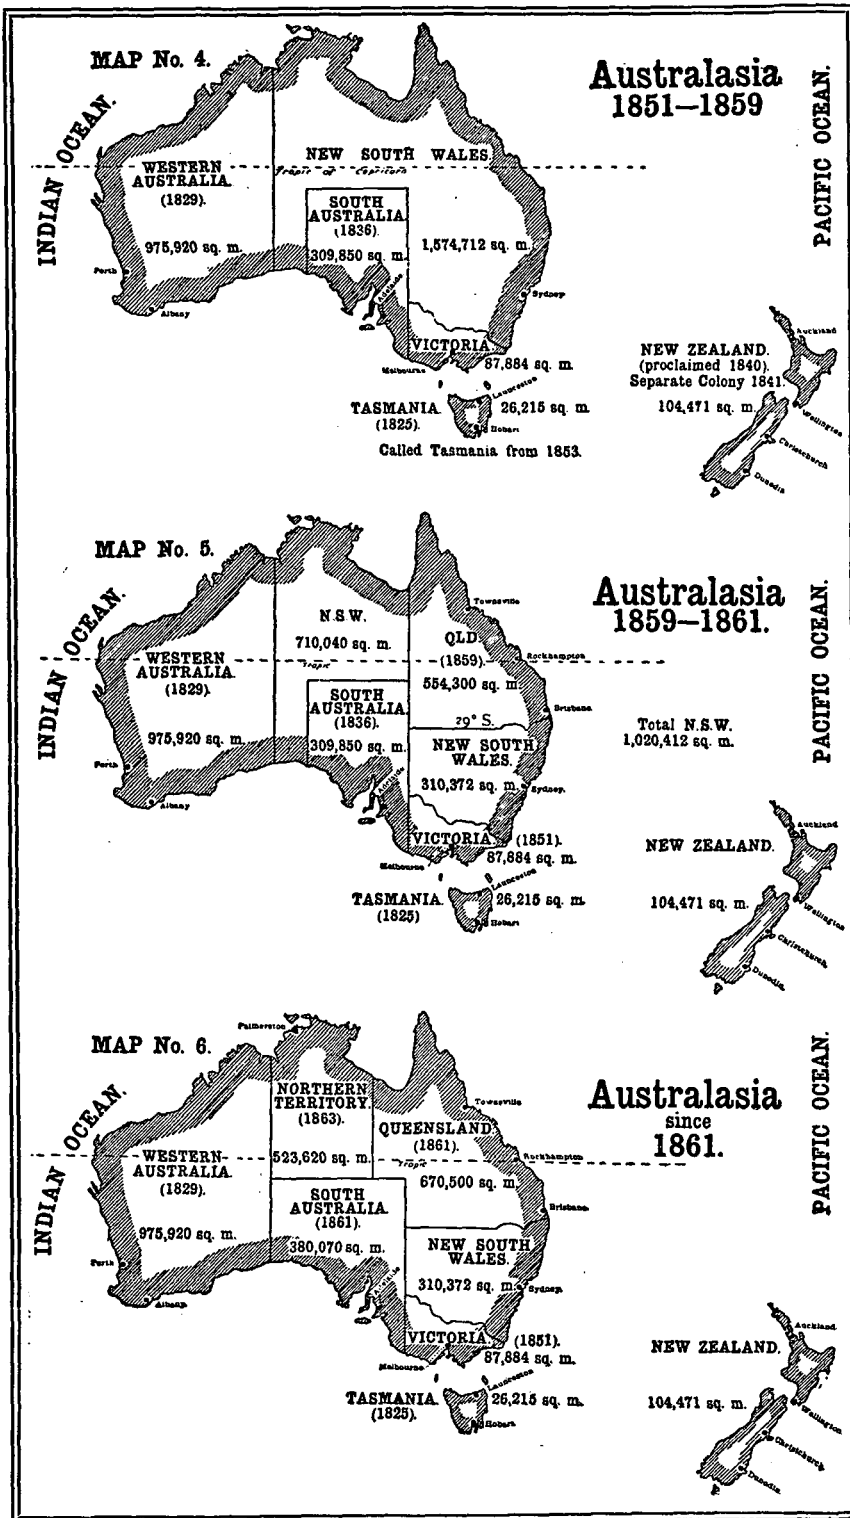 MAP No. 4.
Australasia
1851–1859
INDIAN OCEAN.
PACIFIC OCEAN.
WESTERN
AUSTRALIA.
(1829).
975,920 sq. m.
NEW SOUTH WALES.
Tropic of Capricorn
SOUTH
AUSTRALIA.
(1836).
309,850 sq. m.
1,574,712 sq. m.
Perth
Albany
Adelaide
Sydney.
VICTORIA.
87,884 sq. m.
Melbourne
Launceston
TASMANIA.
(1825).
26,215 sq. m.
Hobart
Called Tasmania from 1853.
NEW ZEALAND.
(proclaimed 1840).
Separate Colony 1841.
104,471 sq. m.
Auckland
Wellington
Christchurch
Dunedin
MAP No. 5.
Australasia
1859–1861.
INDIAN OCEAN.
PACIFIC OCEAN.
N.S.W.
710,040 sq. m.
Tropic
WESTERN
AUSTRALIA.
(1829).
975,920 sq. m.
QLD.
(1859).
554,300 sq. m.
Townsville
Rockhampton
Brisbane.
29° S.
SOUTH
AUSTRALIA.
(1836).
309,850 sq. m.
NEW SOUTH
WALES.
310,372 sq. m.
Total N.S.W.
1,020,412 sq. m.
Perth
Albany
Adelaide
Sydney.
VICTORIA.
(1851).
87,884 sq. m.
Melbourne
Launceston
TASMANIA.
(1825)
26,215 sq. m.
Hobart
NEW ZEALAND.
104,471 sq. m.
Auckland
Wellington
Christchurch.
Dunedin.
MAP No. 6.
Australasia
since
1861.
INDIAN OCEAN.
PACIFIC OCEAN.
Palmerston
NORTHERN
TERRITORY.
(1863).
523,620 sq. m.
QUEENSLAND.
(1861).
Tropic
670,500 sq. m.
Townsville
Rockhampton
Brisbane.
WESTERN
AUSTRALIA.
(1829).
975,920 sq. m.
SOUTH
AUSTRALIA.
(1861).
380,070 sq. m.
NEW SOUTH
WALES.
310,372 sq. m.
Perth
Albany.
Adelaide
Sydney.
VICTORIA.
(1851).
87,884 sq. m.
Melbourne
Launceston
TASMANIA.
(1825).
26,215 sq. m.
Hobart
NEW ZEALAND.
104,471 sq. m.
Auckland.
Wellington
Christchurch.
Dunedin.